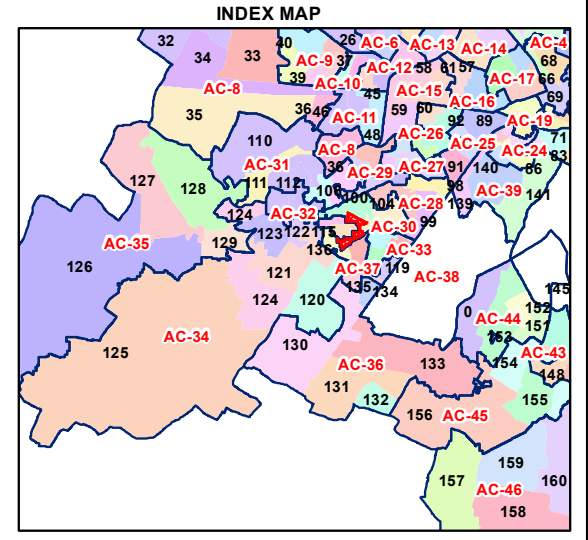 INDEX MAP
32 40 26 AC-6 AC-13 AC-14 AC-4
34 33 AC-9 37 AC-12 58 61 57 68
39 AC-10 AC-17 66
AC-8 45 AC-15 69
35 36 46 AC-11 59 60 AC-16
92 89 AC-19
110 48 AC-26 AC-25 71
AC-8 AC-24 83
AC-31 36 AC-29 AC-27 91 140 86
127 128 111 112 98 AC-39
100 104 AC-28 139 141
124 AC-32 AC-30 99
AC-35 129 123 122 115
136 AC-33
126 121 AC-37 119 AC-38
124 120 135 134 145
0 AC-44 152
AC-34 130 153 151
125 AC-36 133 154 AC-43
131 148
132 156 AC-45 155
157 159 160
AC-46
158